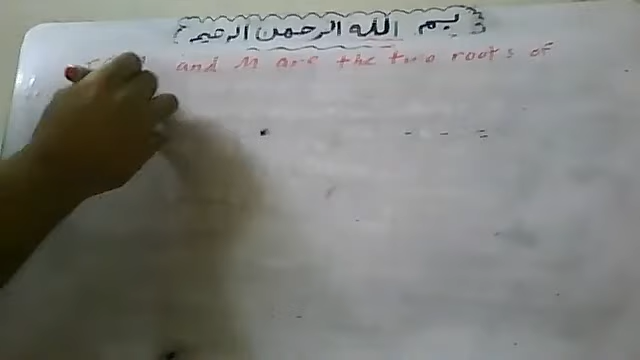 بسم الله الرحمن الرحيم
and M are the two roots of